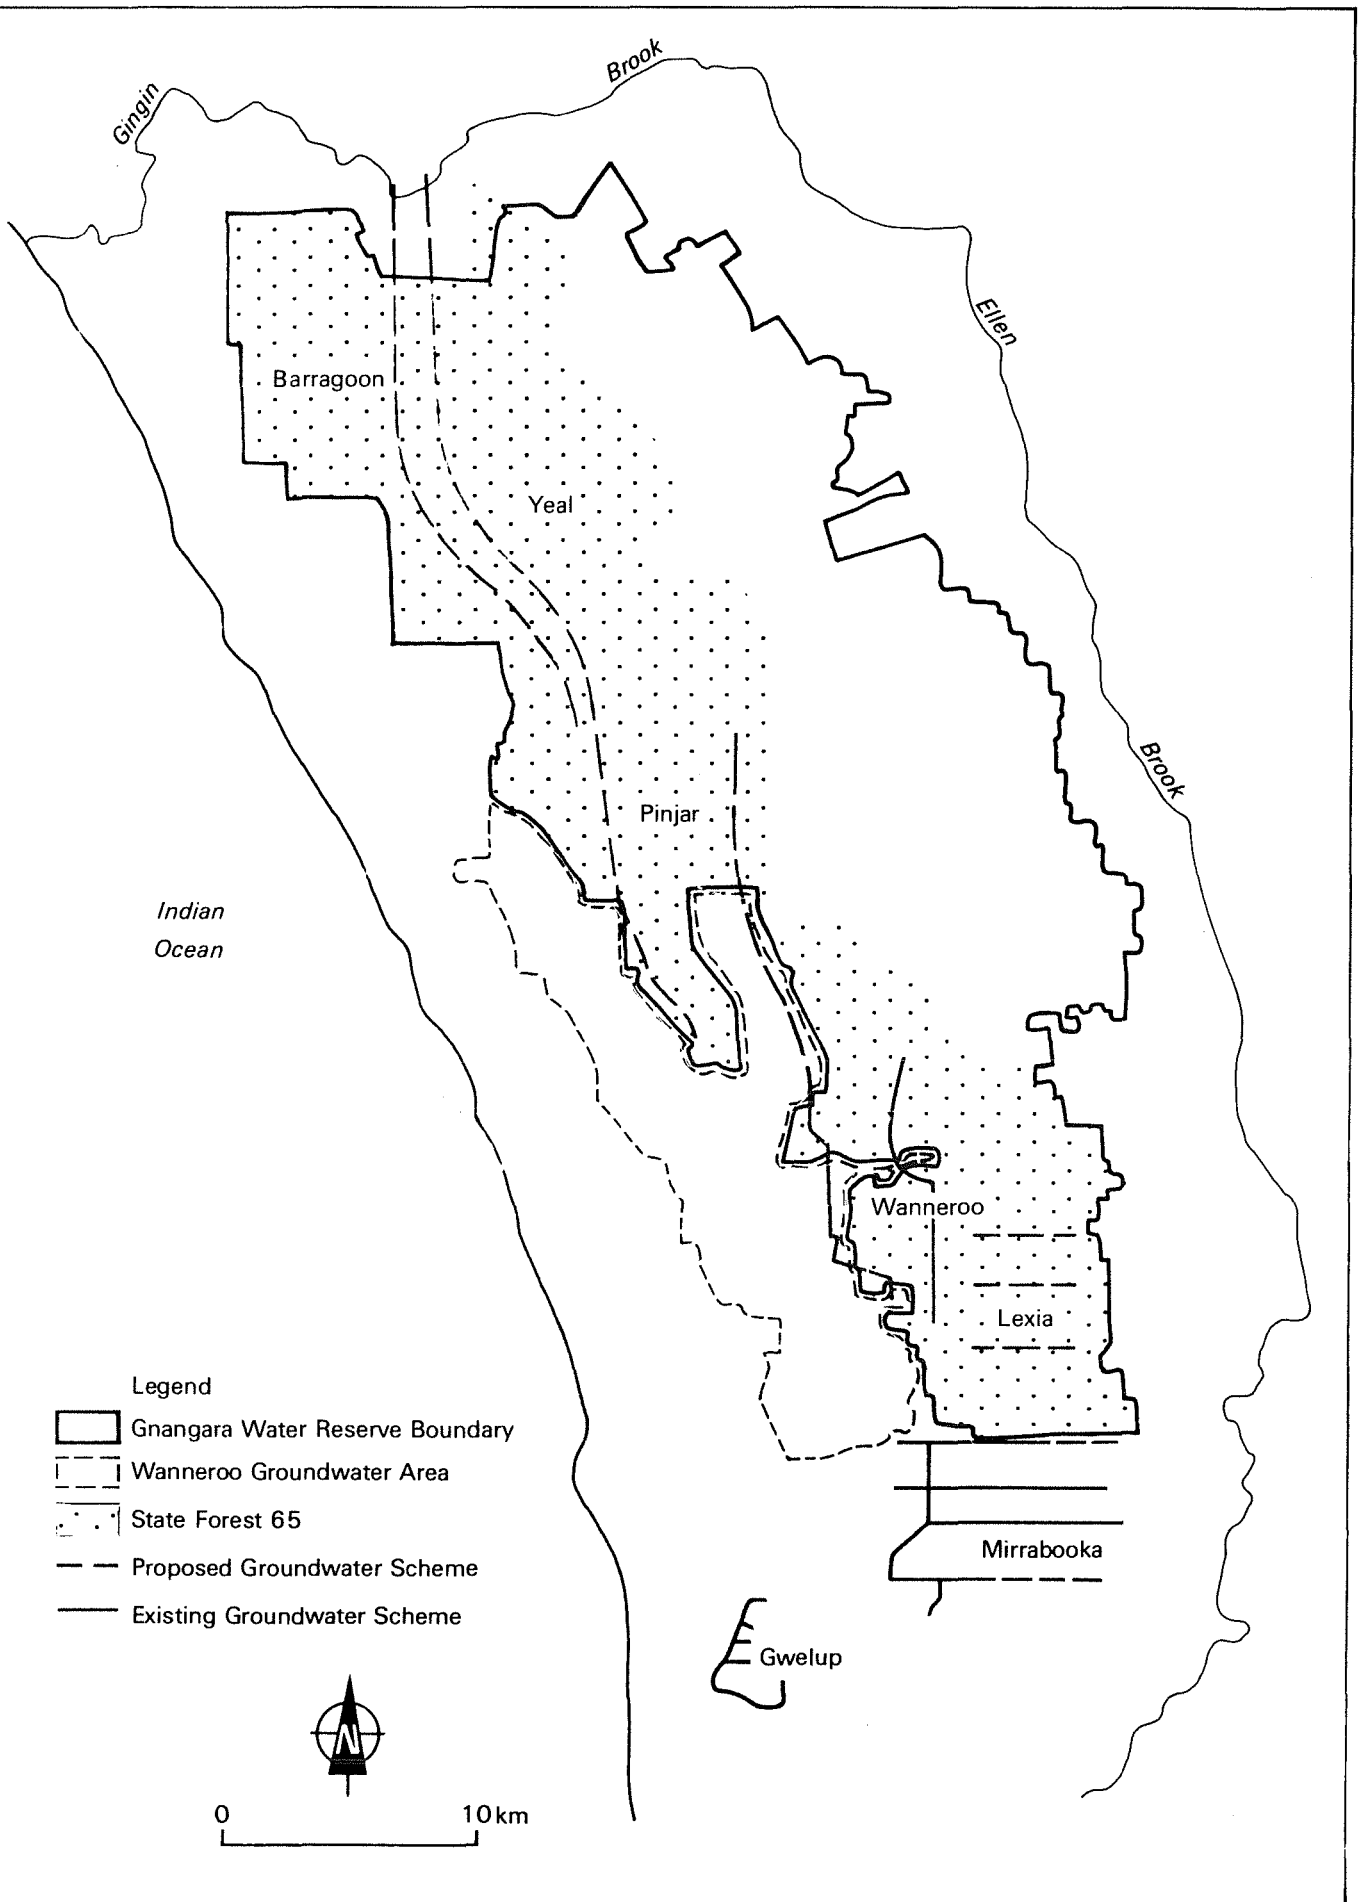 Brook
Gingin
Ellen
Barragoon
Yeal
Brook
Pinjar
Indian
Ocean
Wanneroo
Lexia
Legend
Gnangara Water Reserve Boundary
Wanneroo Groundwater Area
State Forest 65
Proposed Groundwater Scheme
Existing Groundwater Scheme
Mirrabooka
Gwelup
N
0 10 km